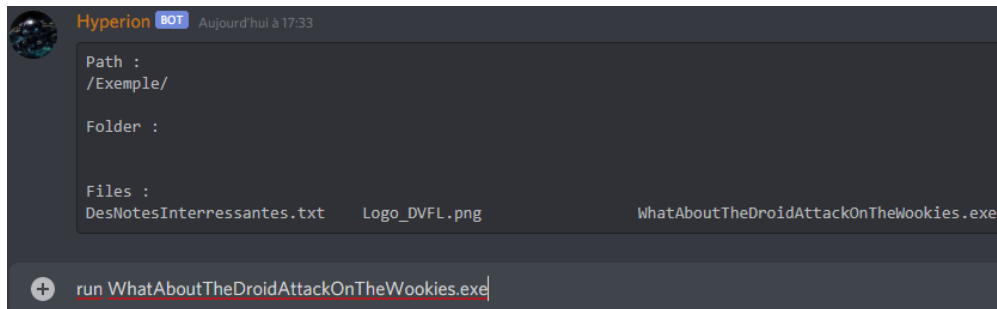 Hyperion BOT Aujourd'hui à 17:33
Path :
/Exemple/
Folder :
Files :
DesNotesInterressantes.txt Logo_DVFL.png WhatAboutTheDroidAttackOnTheWookies.exe
run WhatAboutTheDroidAttackOnTheWookies.exe